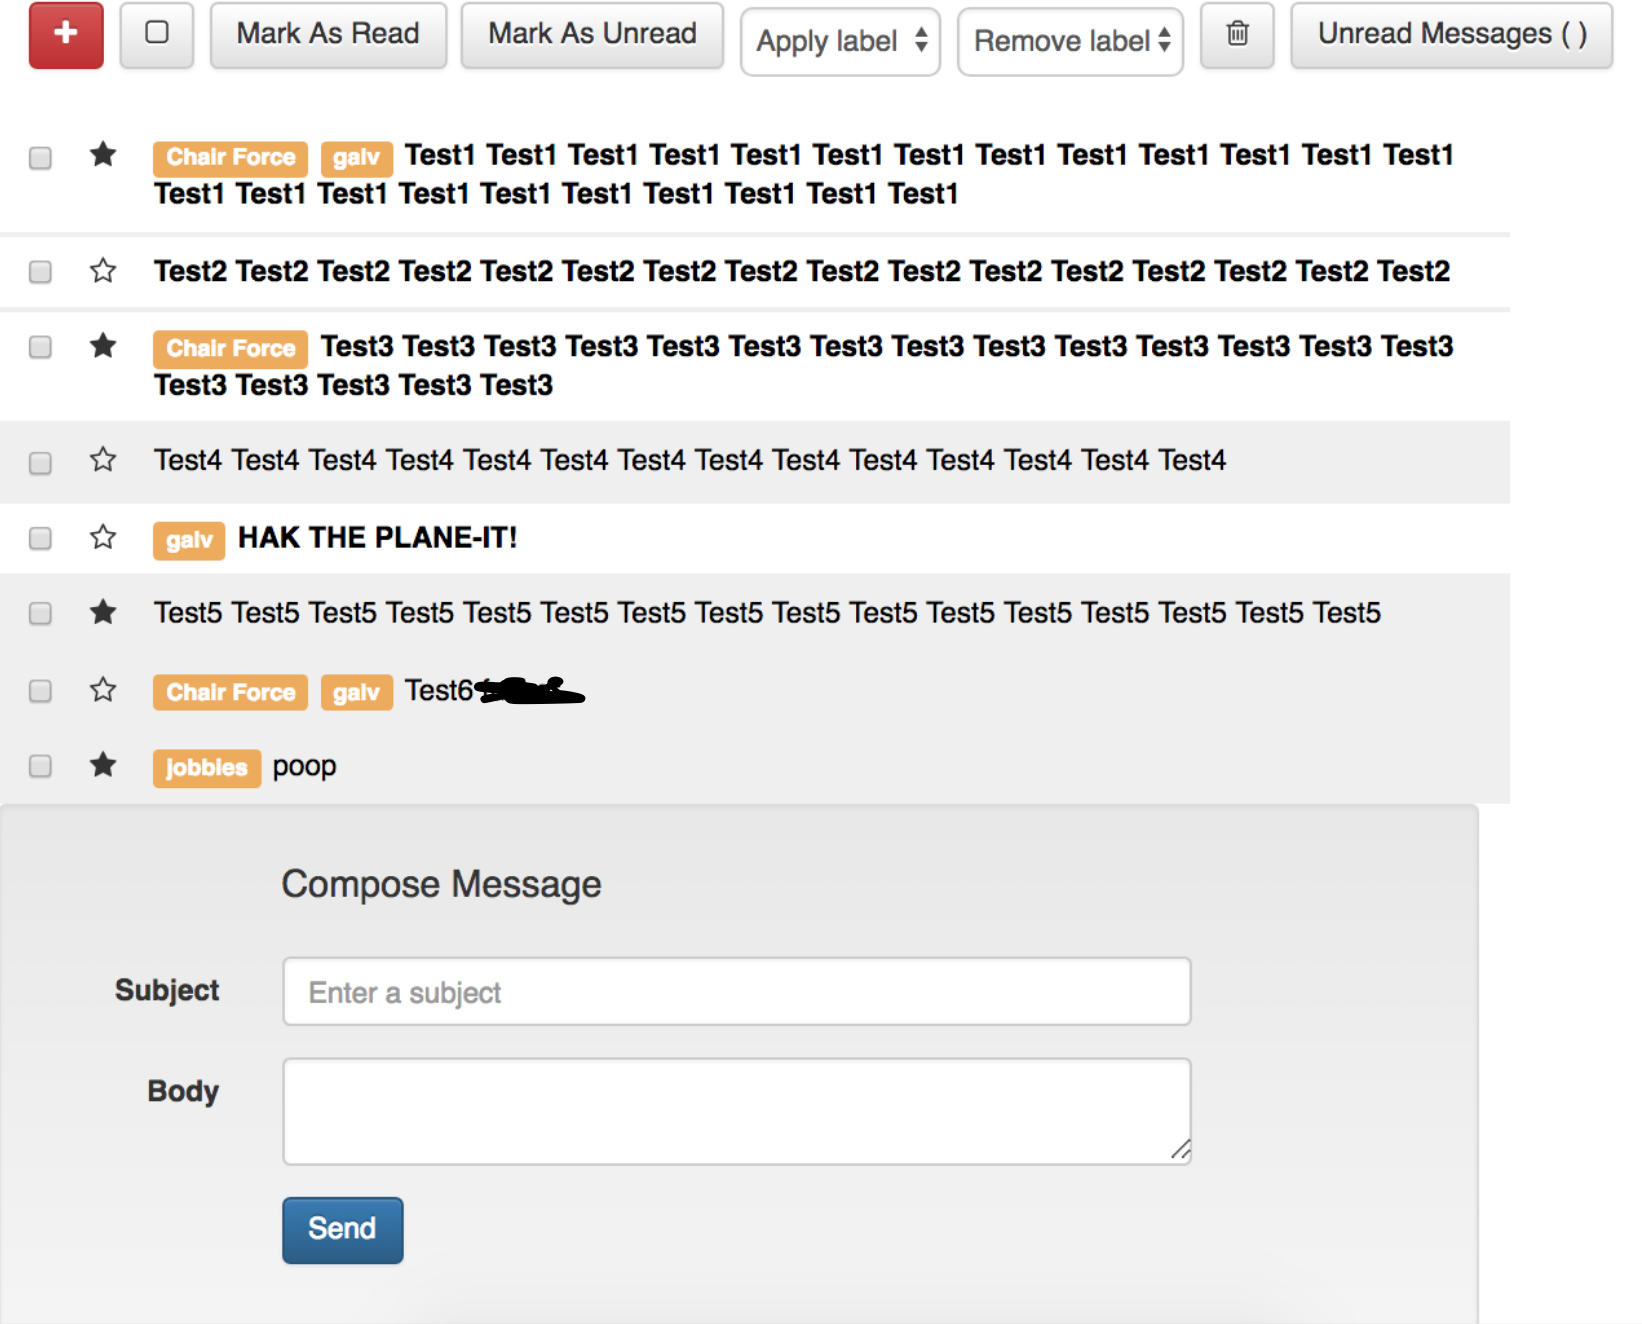 Mark As Read Mark As Unread Apply label Remove label Unread Messages ( )
Chair Force galv Test1 Test1 Test1 Test1 Test1 Test1 Test1 Test1 Test1 Test1 Test1 Test1 Test1
Test1 Test1 Test1 Test1 Test1 Test1 Test1 Test1 Test1 Test1
Test2 Test2 Test2 Test2 Test2 Test2 Test2 Test2 Test2 Test2 Test2 Test2 Test2 Test2 Test2 Test2
Chair Force Test3 Test3 Test3 Test3 Test3 Test3 Test3 Test3 Test3 Test3 Test3 Test3 Test3 Test3
Test3 Test3 Test3 Test3 Test3
Test4 Test4 Test4 Test4 Test4 Test4 Test4 Test4 Test4 Test4 Test4 Test4 Test4 Test4
galv HAK THE PLANE-IT!
Test5 Test5 Test5 Test5 Test5 Test5 Test5 Test5 Test5 Test5 Test5 Test5 Test5 Test5 Test5 Test5
Chair Force galv Test6
jobbies poop
Compose Message
Subject Enter a subject
Body
Send